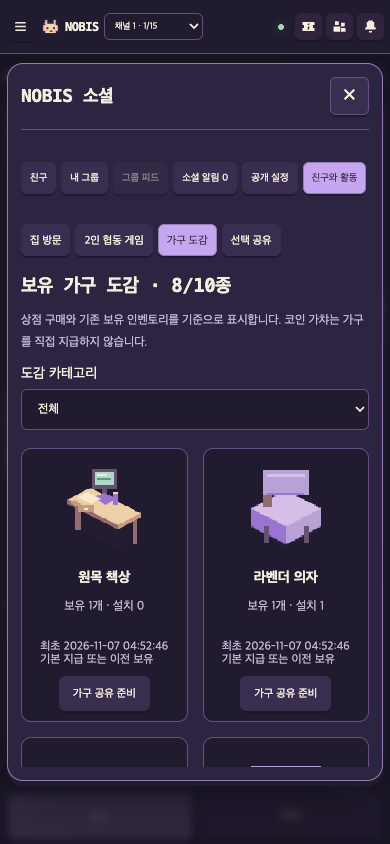 NOBIS
채널 1 · 1/15
NOBIS 소셜
친구
내 그룹
그룹 피드
소셜 알림 0
공개 설정
친구와 활동
집 방문
2인 협동 게임
가구 도감
선택 공유
보유 가구 도감 · 8/10종
상점 구매와 기존 보유 인벤토리를 기준으로 표시합니다. 코인 가챠는 가구
를 직접 지급하지 않습니다.
도감 카테고리
전체
원목 책상
보유 1개 · 설치 0
최초 2026-11-07 04:52:46
기본 지급 또는 이전 보유
가구 공유 준비
라벤더 의자
보유 1개 · 설치 1
최초 2026-11-07 04:52:46
기본 지급 또는 이전 보유
가구 공유 준비